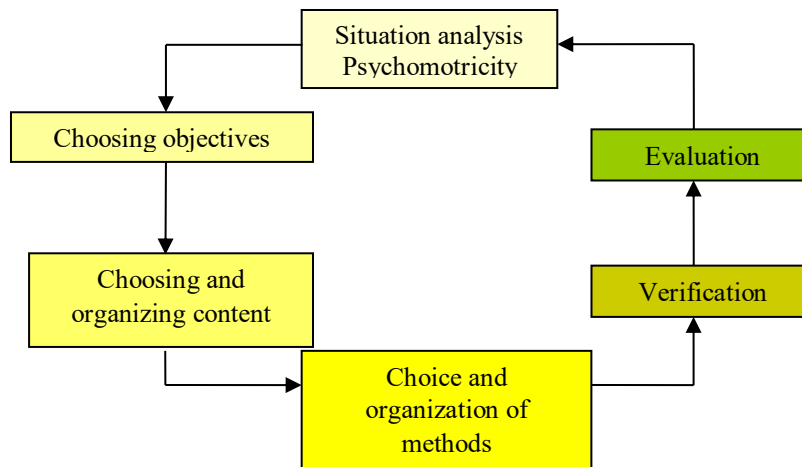 Situation analysis
Psychomotricity
Choosing objectives
Evaluation
Choosing and
organizing content
Verification
Choice and
organization of
methods